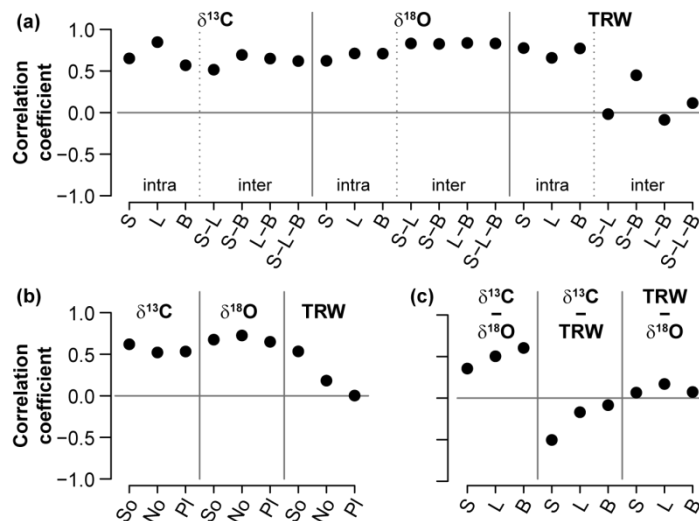 (a) δ¹³C δ¹⁸O TRW
Correlation coefficient
1.0
0.5
0.0
−0.5
−1.0
intra inter intra inter intra inter
S L B S−L S−B L−B S−L−B S L B S−L S−B L−B S−L−B S L B S−L S−B L−B S−L−B
(b) δ¹³C δ¹⁸O TRW
Correlation coefficient
1.0
0.5
0.0
−0.5
−1.0
So No Pl So No Pl So No Pl
(c) δ¹³C – δ¹⁸O δ¹³C – TRW TRW – δ¹⁸O
S L B S L B S L B